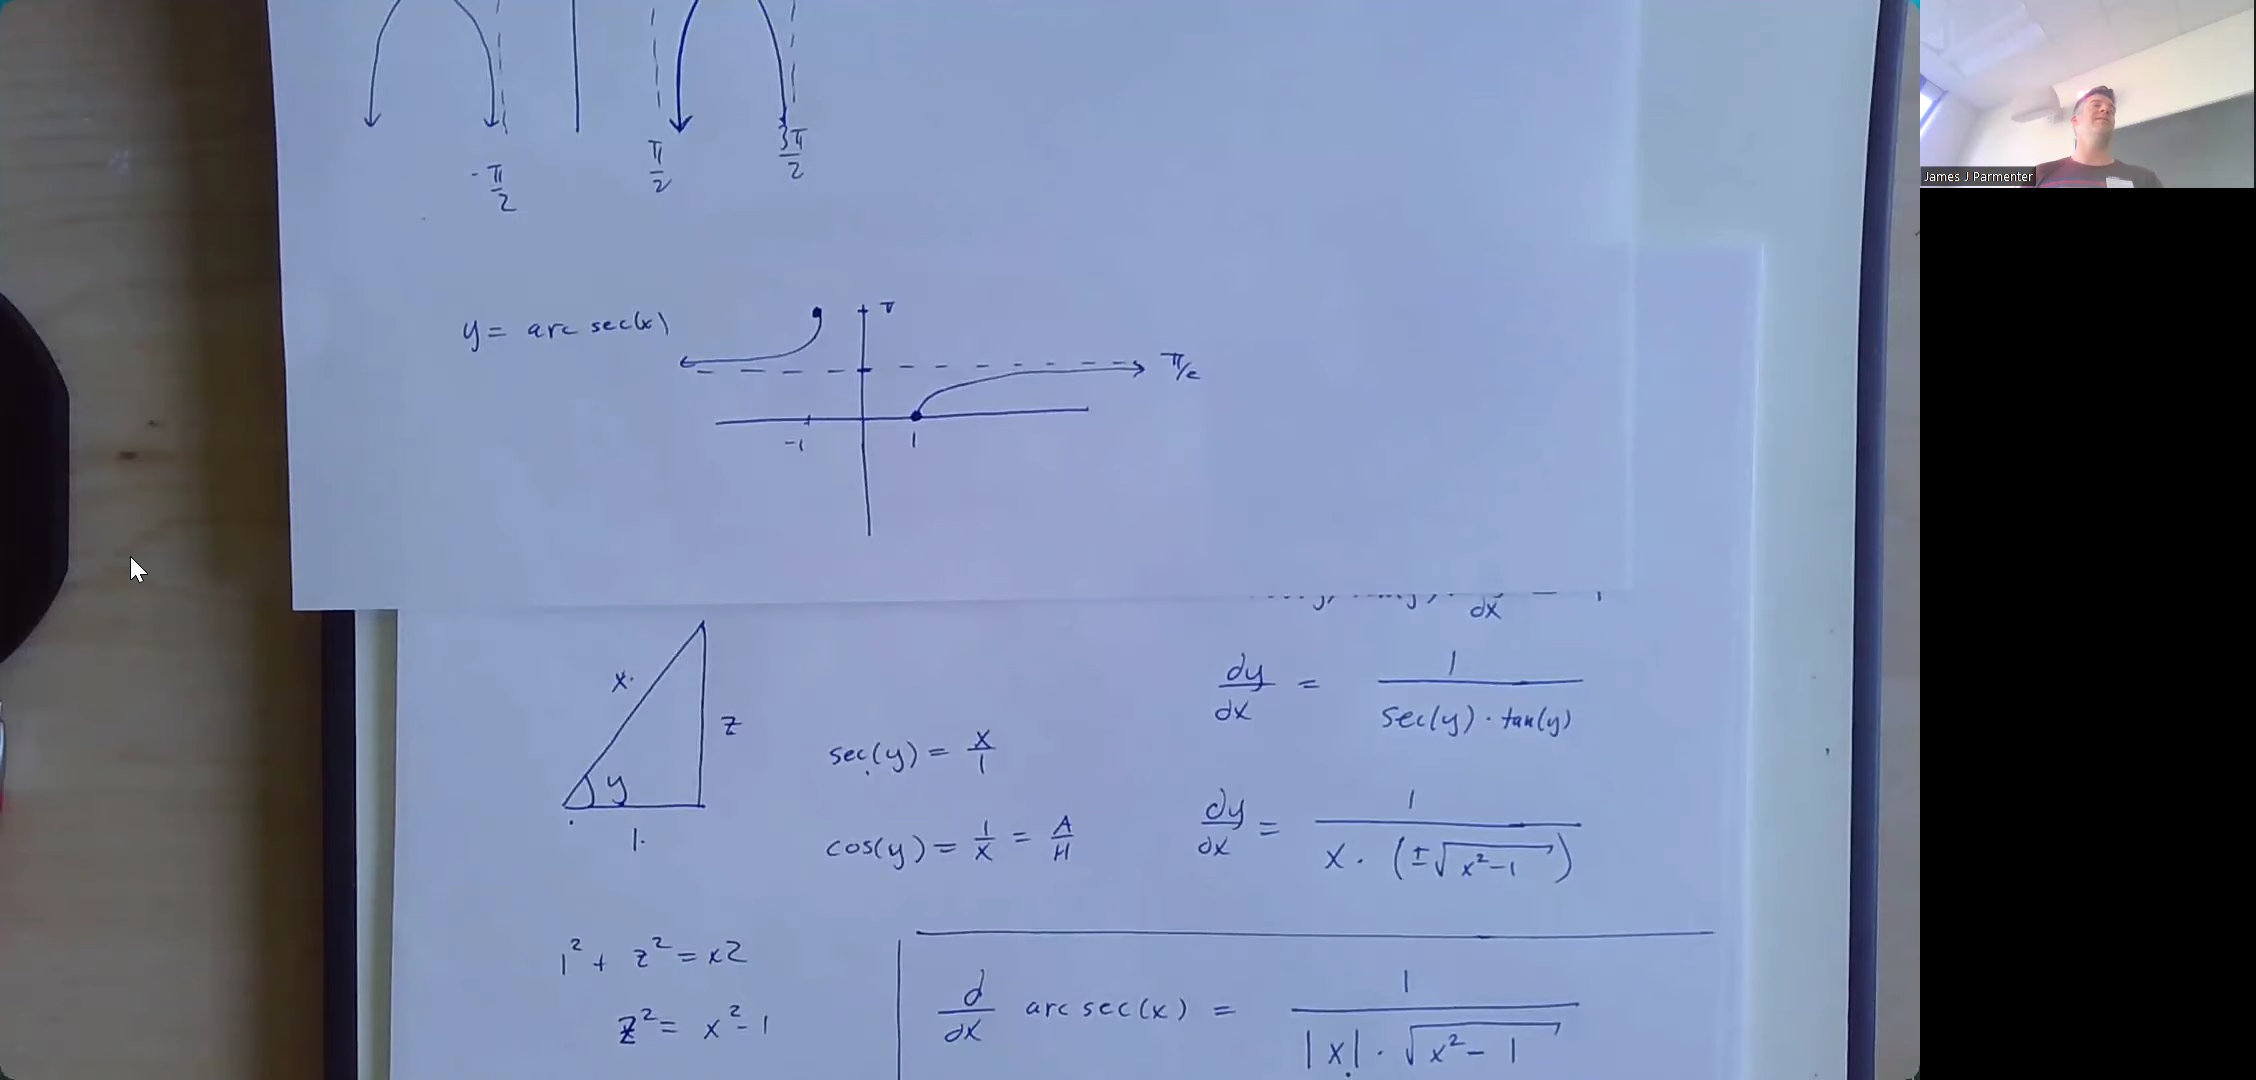 -π/2
π/2
3π/2
James J Parmenter
y = arc sec(x)
π
π/2
-1
1
dx
dy/dx = 1/(sec(y) · tan(y))
x
z
y
1
sec(y) = x/1
dy/dx = 1/(x · (±√(x²-1)))
cos(y) = 1/x = A/H
1² + z² = x2
z² = x² - 1
d/dx arc sec(x) = 1/(|x| · √(x² - 1))